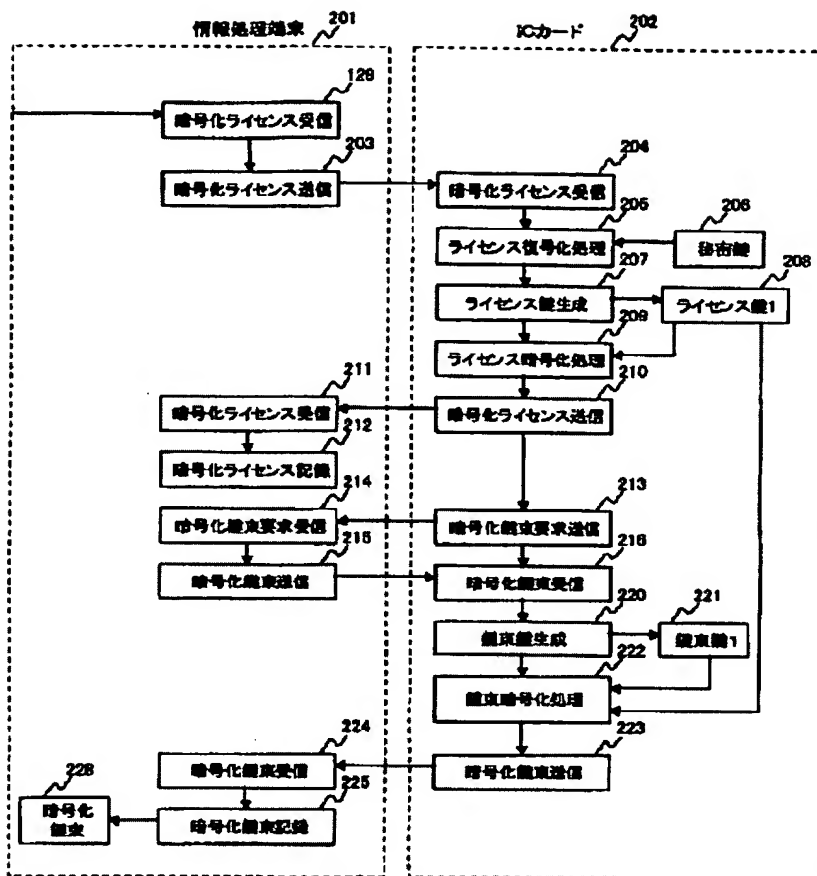 情報処理端末
201
ICカード
202
129
暗号化ライセンス受信
203
暗号化ライセンス送信
204
暗号化ライセンス受信
205
ライセンス復号化処理
206
秘密鍵
207
ライセンス鍵生成
208
ライセンス鍵1
209
ライセンス暗号化処理
210
暗号化ライセンス送信
211
暗号化ライセンス受信
212
暗号化ライセンス記録
213
暗号化鍵束要求送信
214
暗号化鍵束要求受信
215
暗号化鍵束送信
216
暗号化鍵束受信
220
鍵束鍵生成
221
鍵束鍵1
222
鍵束暗号化処理
223
暗号化鍵束送信
224
暗号化鍵束受信
225
暗号化鍵束記録
226
暗号化
鍵束